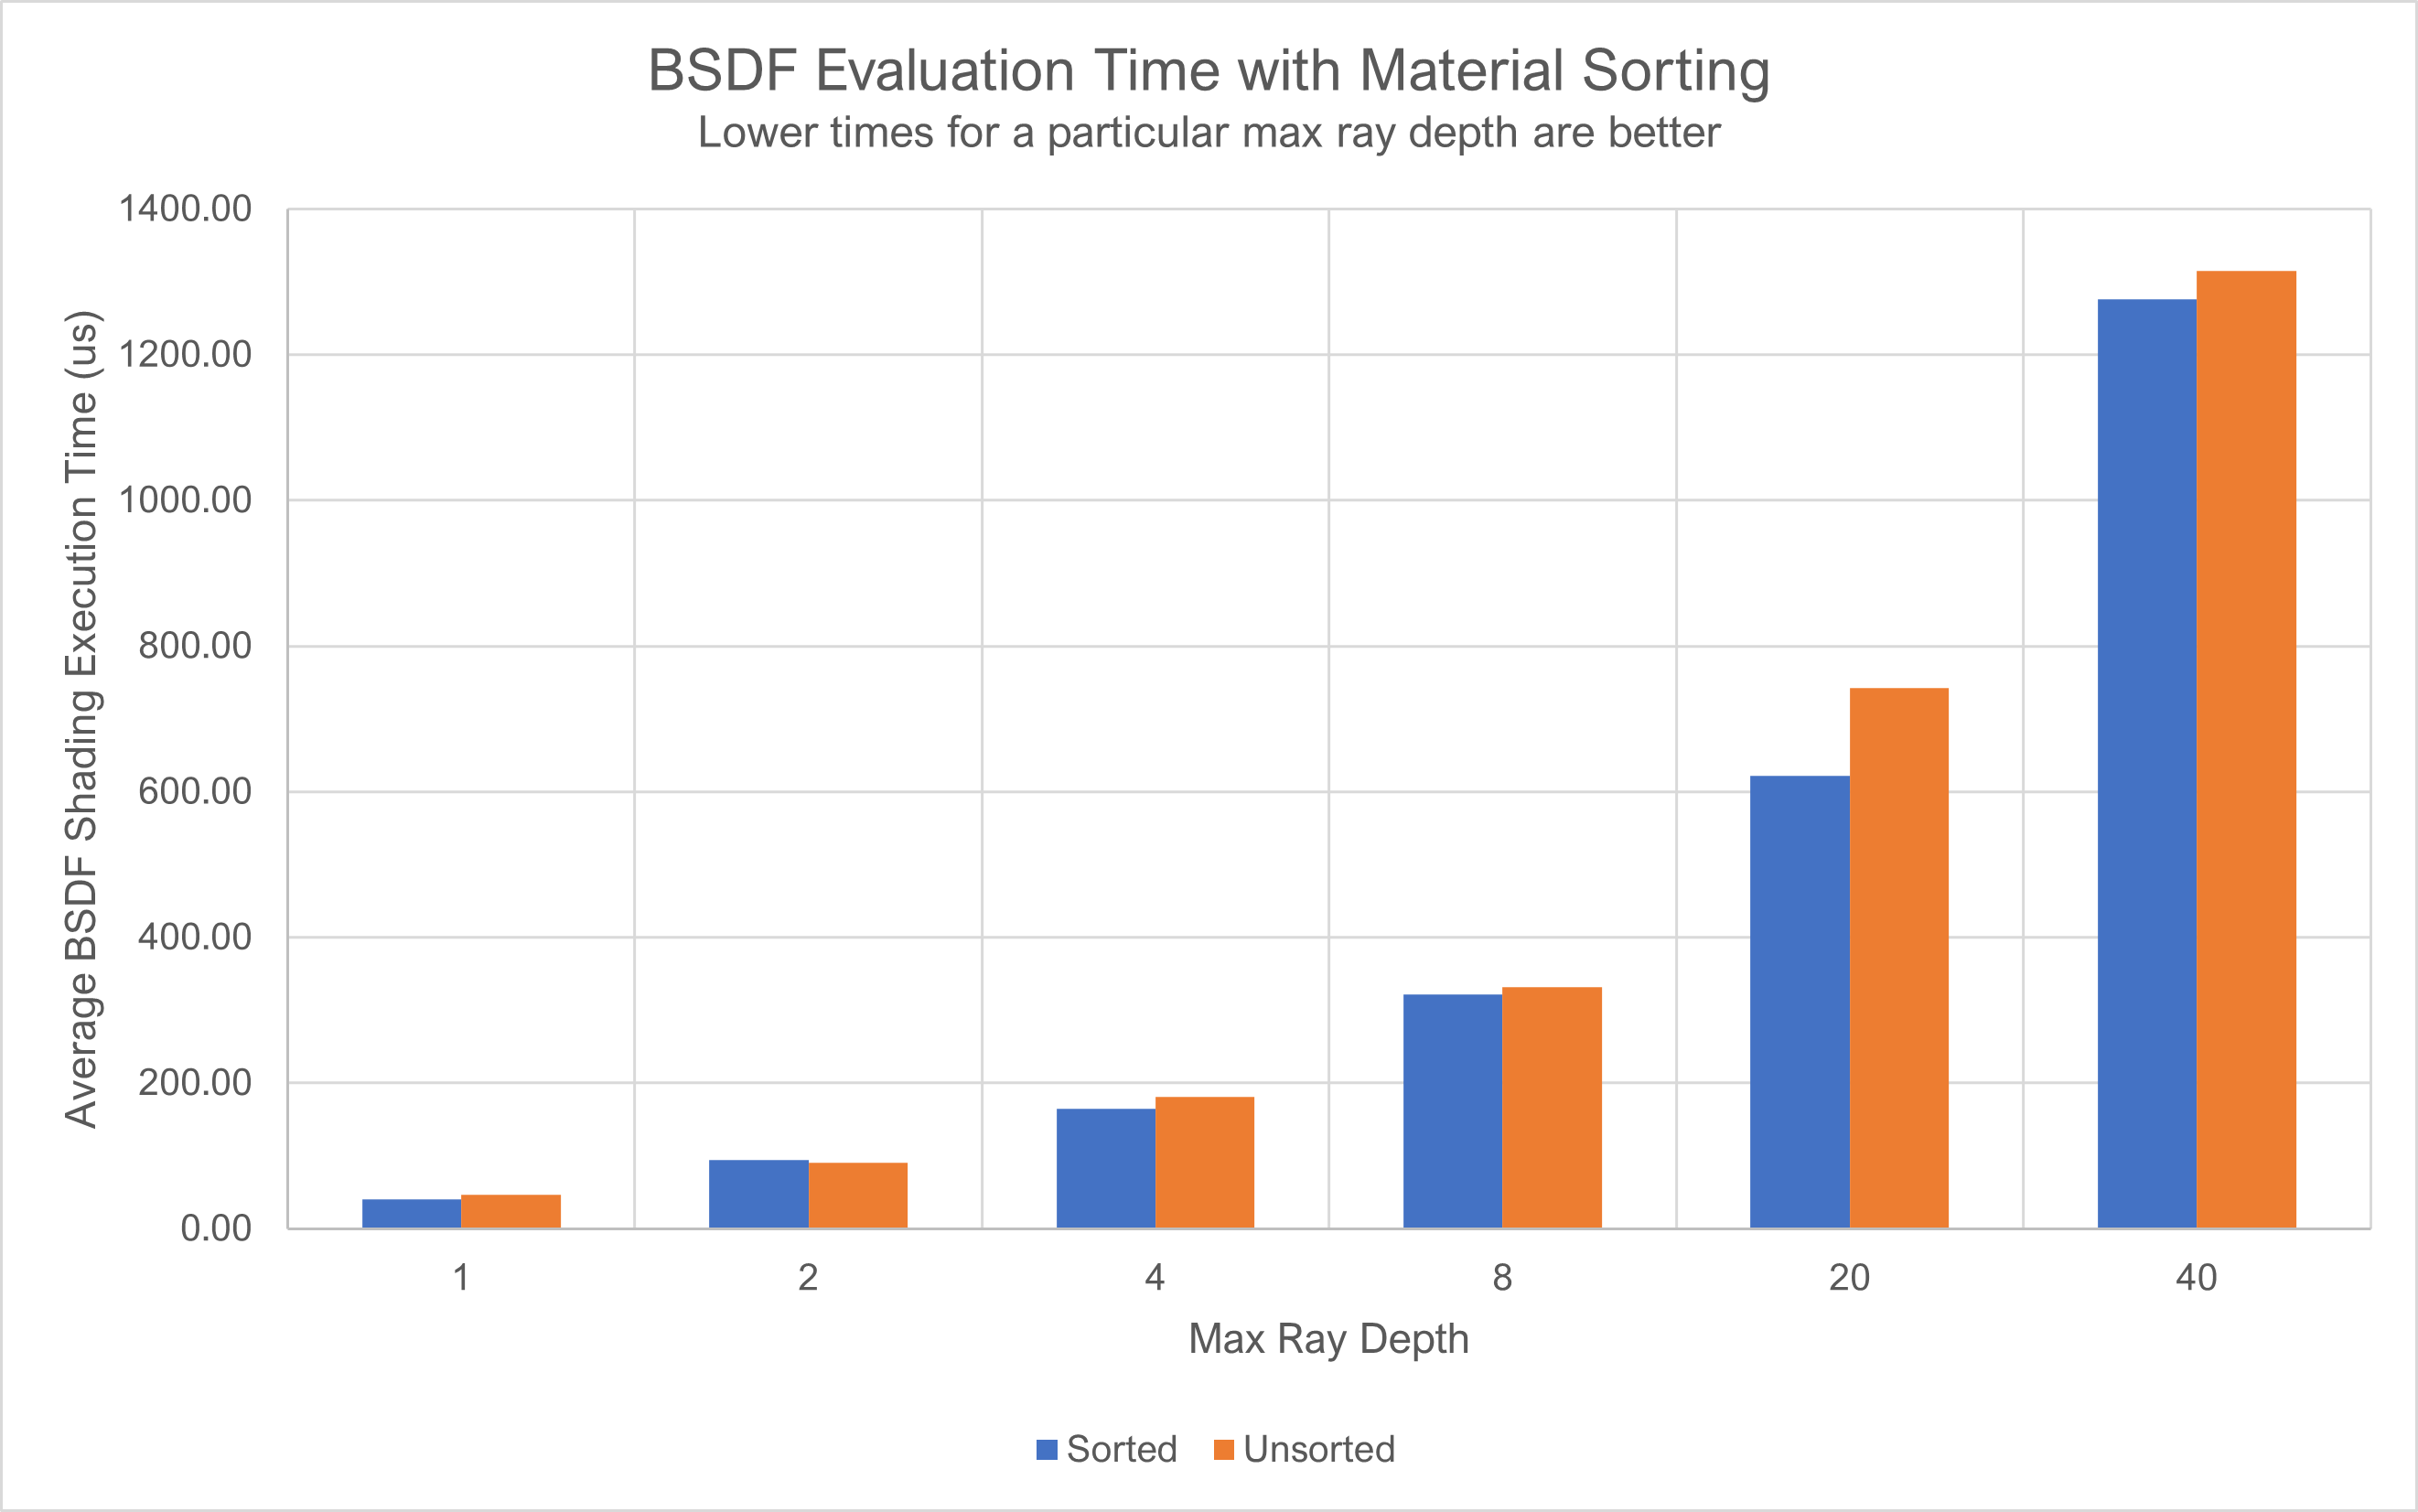 BSDF Evaluation Time with Material Sorting
Lower times for a particular max ray depth are better
Average BSDF Shading Execution Time (us)
1400.00
1200.00
1000.00
800.00
600.00
400.00
200.00
0.00
1 2 4 8 20 40
Max Ray Depth
Sorted Unsorted